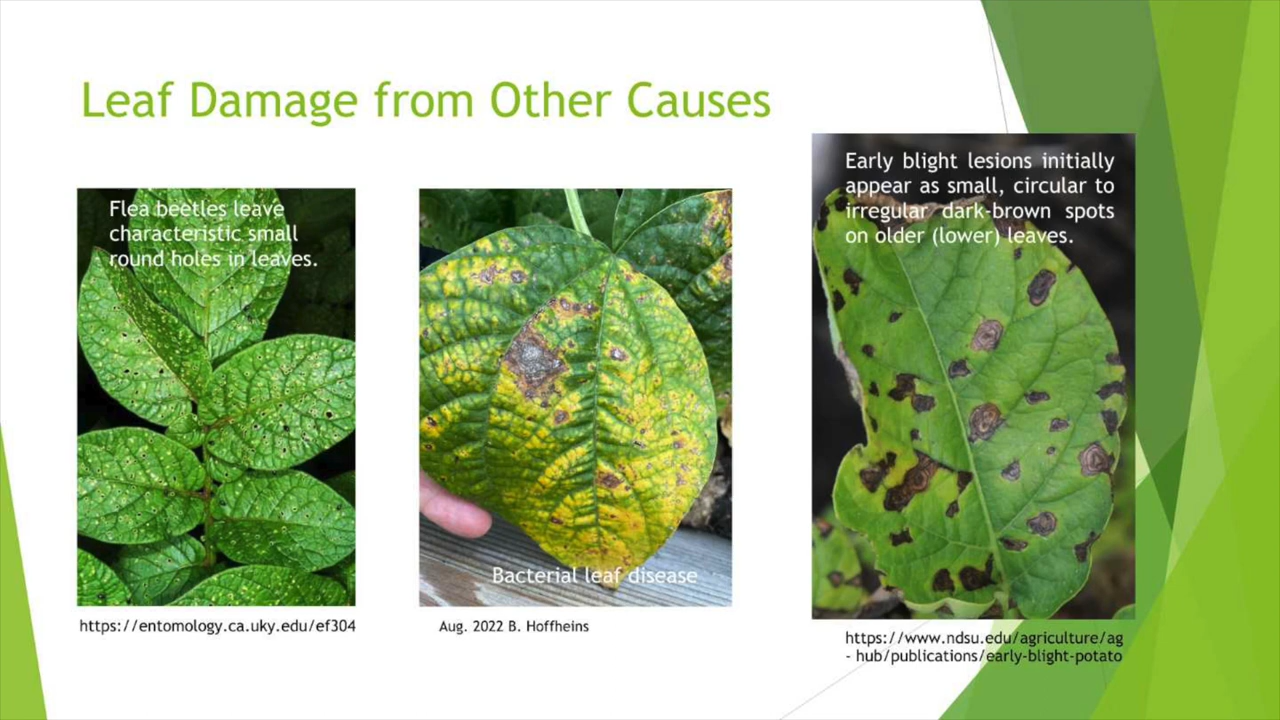 Leaf Damage from Other Causes
Flea beetles leave
characteristic small
round holes in leaves.
https://entomology.ca.uky.edu/ef304
Bacterial leaf disease
Aug. 2022 B. Hoffheins
Early blight lesions initially
appear as small, circular to
irregular dark-brown spots
on older (lower) leaves.
https://www.ndsu.edu/agriculture/ag
- hub/publications/early-blight-potato